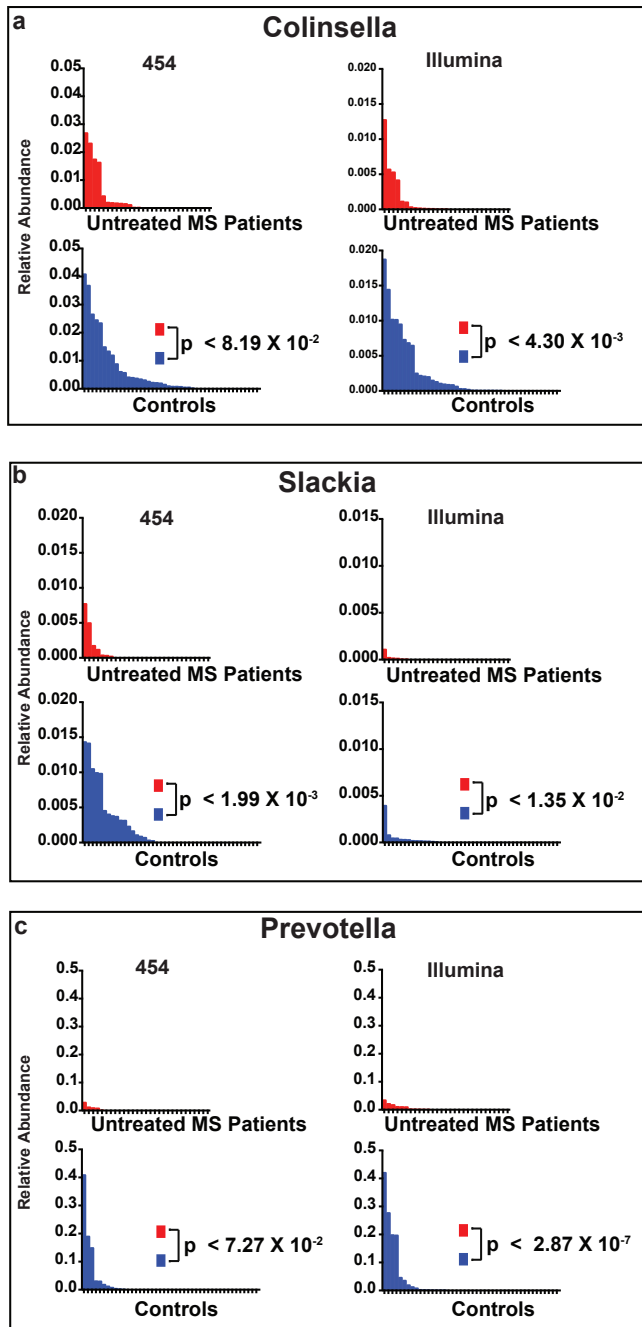 a
Colinsella
454
Illumina
Relative Abundance
0.05
0.04
0.03
0.02
0.01
0.00
Untreated MS Patients
0.020
0.015
0.010
0.005
0.000
Untreated MS Patients
0.05
0.04
0.03
0.02
0.01
0.00
p < 8.19 X 10⁻²
Controls
0.020
0.015
0.010
0.005
0.000
p < 4.30 X 10⁻³
Controls
b
Slackia
454
Illumina
Relative Abundance
0.020
0.015
0.010
0.005
0.000
Untreated MS Patients
0.015
0.010
0.005
0.000
Untreated MS Patients
0.020
0.015
0.010
0.005
0.000
p < 1.99 X 10⁻³
Controls
0.015
0.010
0.005
0.000
p < 1.35 X 10⁻²
Controls
c
Prevotella
454
Illumina
Relative Abundance
0.5
0.4
0.3
0.2
0.1
0.0
Untreated MS Patients
0.5
0.4
0.3
0.2
0.1
0.0
Untreated MS Patients
0.5
0.4
0.3
0.2
0.1
0.0
p < 7.27 X 10⁻²
Controls
0.5
0.4
0.3
0.2
0.1
0.0
p < 2.87 X 10⁻⁷
Controls